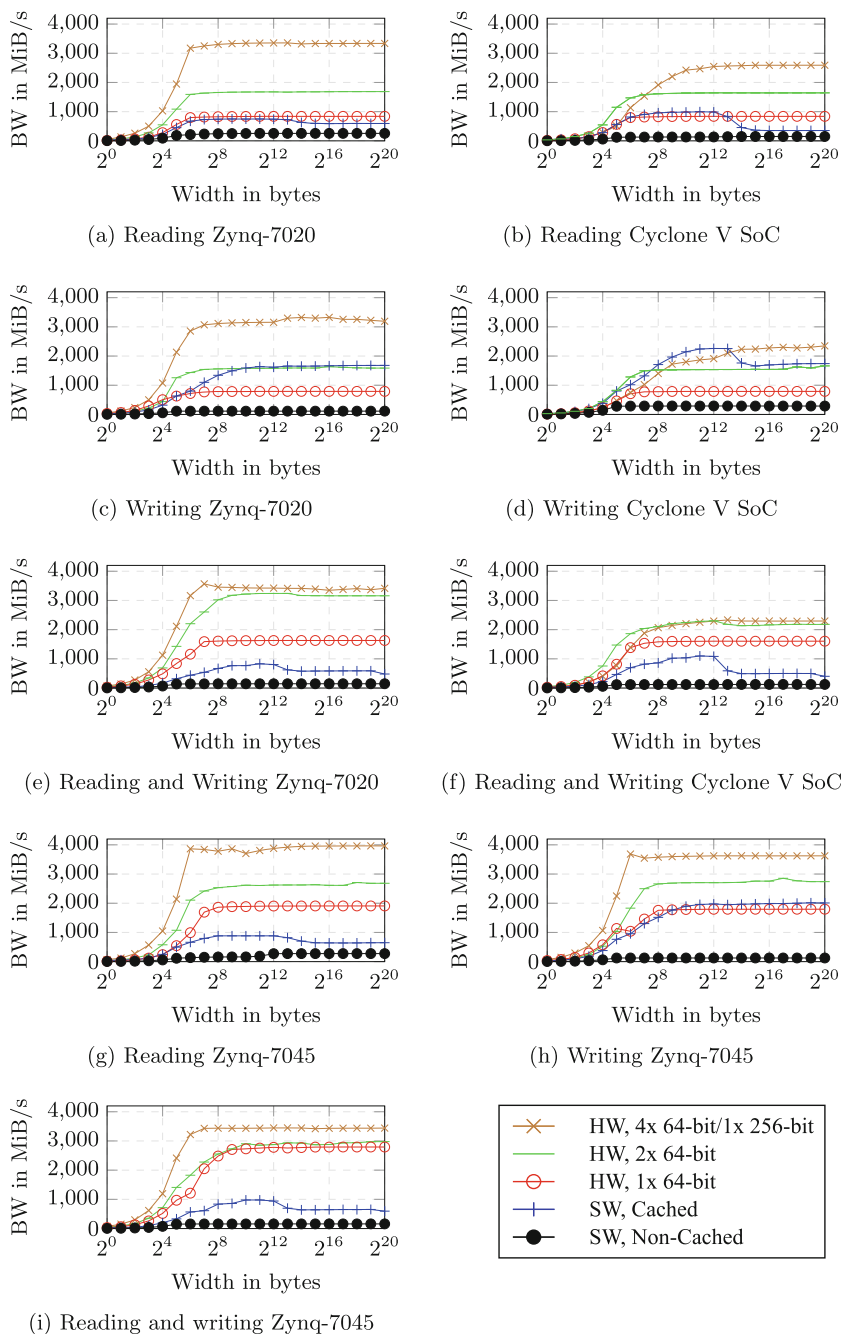 BW in MiB/s
4,000
3,000
2,000
1,000
0
2^0 2^4 2^8 2^12 2^16 2^20
Width in bytes
(a) Reading Zynq-7020
BW in MiB/s
4,000
3,000
2,000
1,000
0
2^0 2^4 2^8 2^12 2^16 2^20
Width in bytes
(b) Reading Cyclone V SoC
BW in MiB/s
4,000
3,000
2,000
1,000
0
2^0 2^4 2^8 2^12 2^16 2^20
Width in bytes
(c) Writing Zynq-7020
BW in MiB/s
4,000
3,000
2,000
1,000
0
2^0 2^4 2^8 2^12 2^16 2^20
Width in bytes
(d) Writing Cyclone V SoC
BW in MiB/s
4,000
3,000
2,000
1,000
0
2^0 2^4 2^8 2^12 2^16 2^20
Width in bytes
(e) Reading and Writing Zynq-7020
BW in MiB/s
4,000
3,000
2,000
1,000
0
2^0 2^4 2^8 2^12 2^16 2^20
Width in bytes
(f) Reading and Writing Cyclone V SoC
BW in MiB/s
4,000
3,000
2,000
1,000
0
2^0 2^4 2^8 2^12 2^16 2^20
Width in bytes
(g) Reading Zynq-7045
BW in MiB/s
4,000
3,000
2,000
1,000
0
2^0 2^4 2^8 2^12 2^16 2^20
Width in bytes
(h) Writing Zynq-7045
BW in MiB/s
4,000
3,000
2,000
1,000
0
2^0 2^4 2^8 2^12 2^16 2^20
Width in bytes
(i) Reading and writing Zynq-7045
HW, 4x 64-bit/1x 256-bit
HW, 2x 64-bit
HW, 1x 64-bit
SW, Cached
SW, Non-Cached